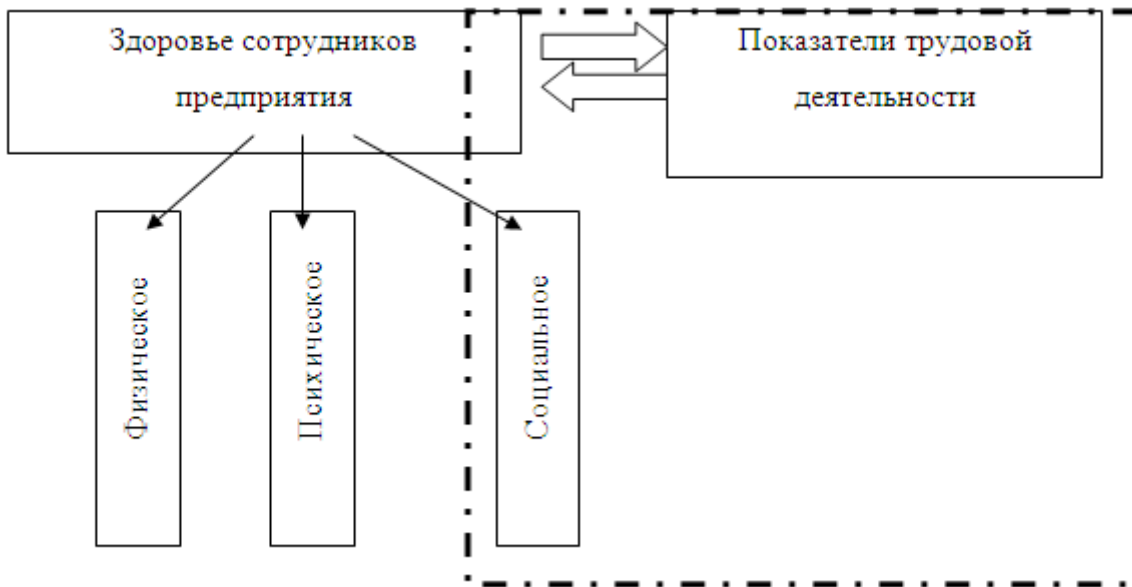 Здоровье сотрудников
предприятия
Показатели трудовой
деятельности
Физическое
Психическое
Социальное